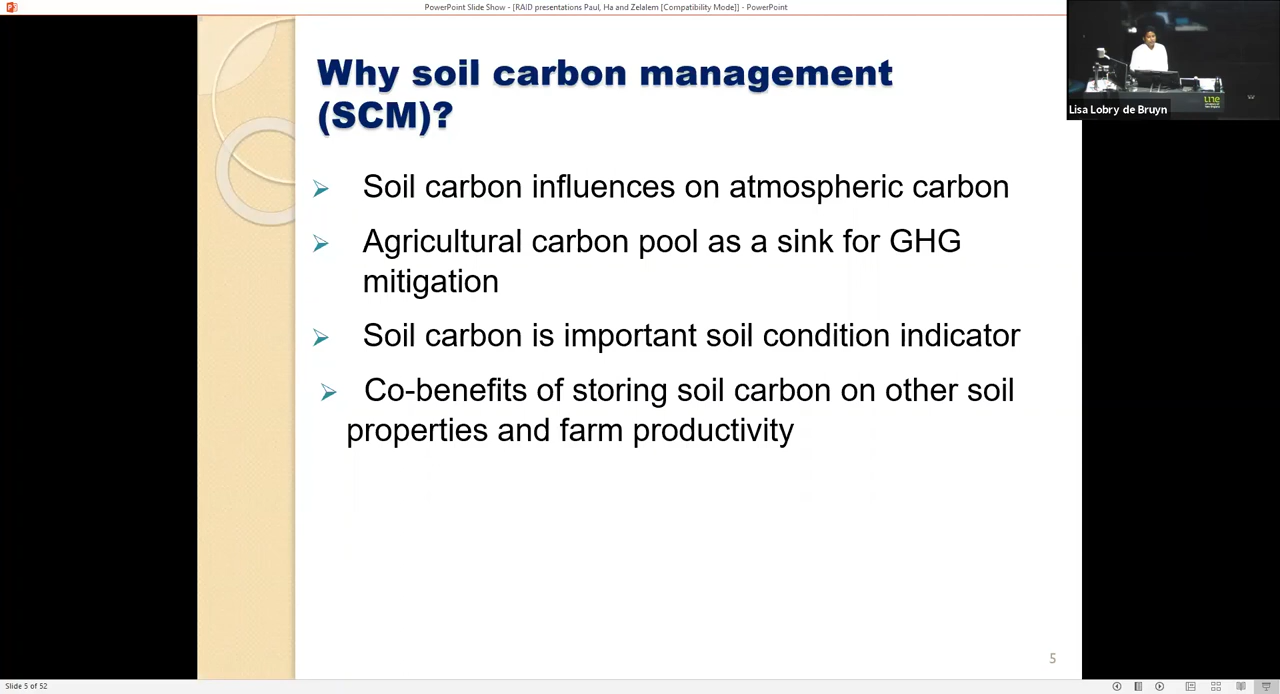 PowerPoint Slide Show - [RAID presentations Paul, Ha and Zelalem [Compatibility Mode]] - PowerPoint
Why soil carbon management
(SCM)?
Soil carbon influences on atmospheric carbon
Agricultural carbon pool as a sink for GHG
mitigation
Soil carbon is important soil condition indicator
Co-benefits of storing soil carbon on other soil
properties and farm productivity
5
une
Lisa Lobry de Bruyn
Slide 5 of 52